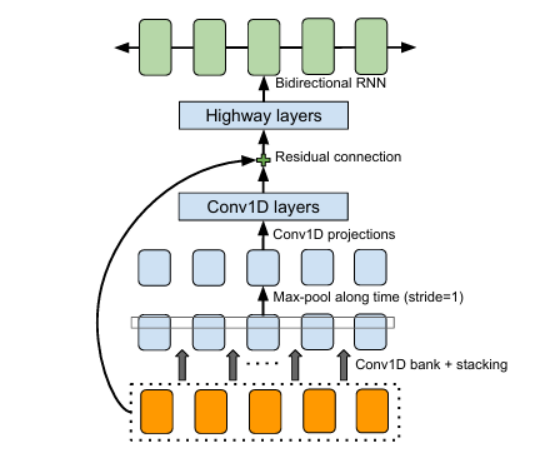 Bidirectional RNN
Highway layers
Residual connection
Conv1D layers
Conv1D projections
Max-pool along time (stride=1)
Conv1D bank + stacking